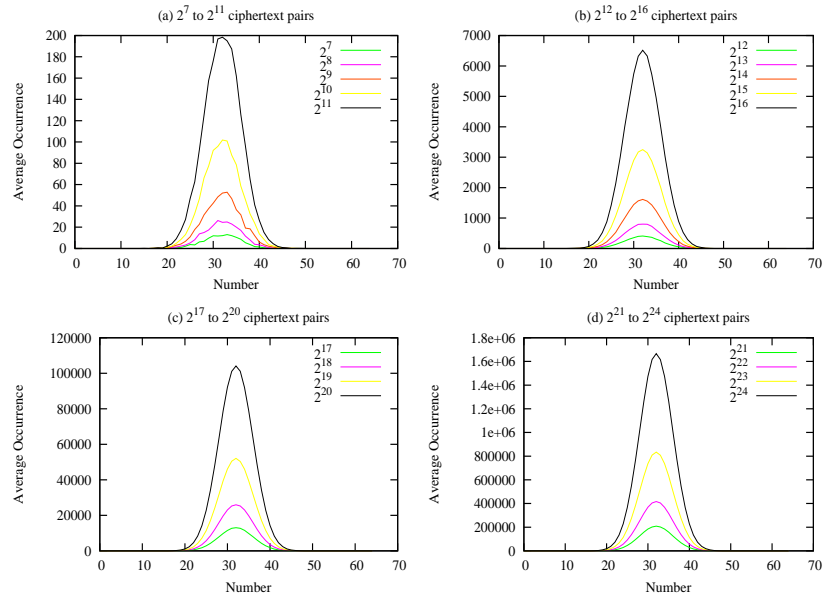 (a) 2^7 to 2^11 ciphertext pairs
200
180
160
140
120
100
80
60
40
20
0
Average Occurrence
0 10 20 30 40 50 60 70
Number
2^7
2^8
2^9
2^10
2^11
(b) 2^12 to 2^16 ciphertext pairs
7000
6000
5000
4000
3000
2000
1000
0
Average Occurrence
0 10 20 30 40 50 60 70
Number
2^12
2^13
2^14
2^15
2^16
(c) 2^17 to 2^20 ciphertext pairs
120000
100000
80000
60000
40000
20000
0
Average Occurrence
0 10 20 30 40 50 60 70
Number
2^17
2^18
2^19
2^20
(d) 2^21 to 2^24 ciphertext pairs
1.8e+06
1.6e+06
1.4e+06
1.2e+06
1e+06
800000
600000
400000
200000
0
Average Occurrence
0 10 20 30 40 50 60 70
Number
2^21
2^22
2^23
2^24